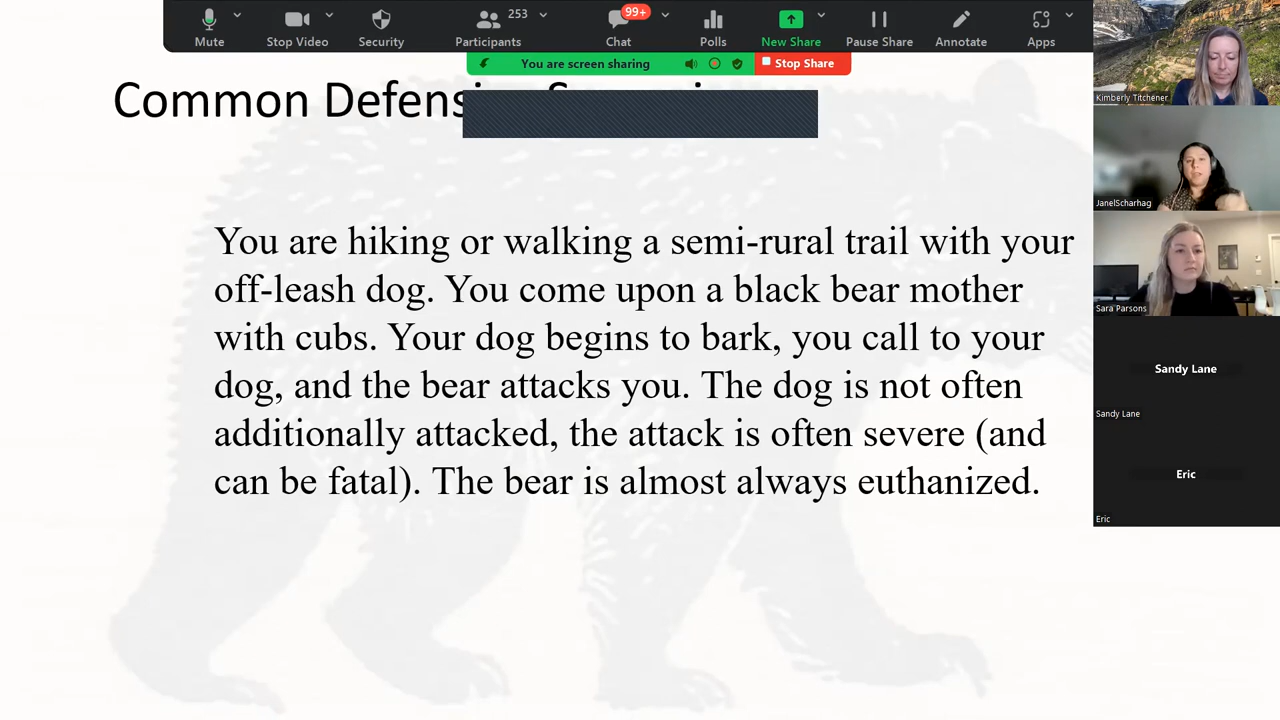 253
99+
Mute
Stop Video
Security
Participants
Chat
Polls
New Share
Pause Share
Annotate
Apps
You are screen sharing
Stop Share
Common
You are hiking or walking a semi-rural trail with your
off-leash dog. You come upon a black bear mother
with cubs. Your dog begins to bark, you call to your
dog, and the bear attacks you. The dog is not often
additionally attacked, the attack is often severe (and
can be fatal). The bear is almost always euthanized.
Kimberly Titchener
JanelScharhag
Sara Parsons
Sandy Lane
Sandy Lane
Eric
Eric